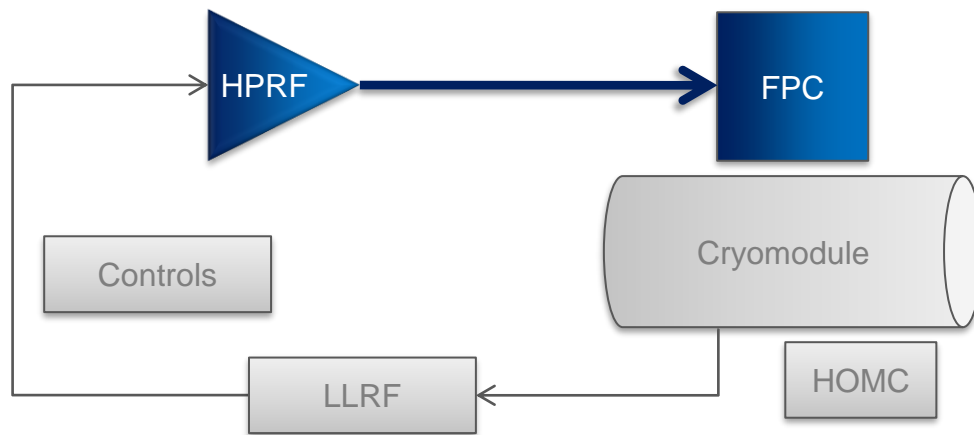 HPRF
FPC
Controls
Cryomodule
LLRF
HOMC